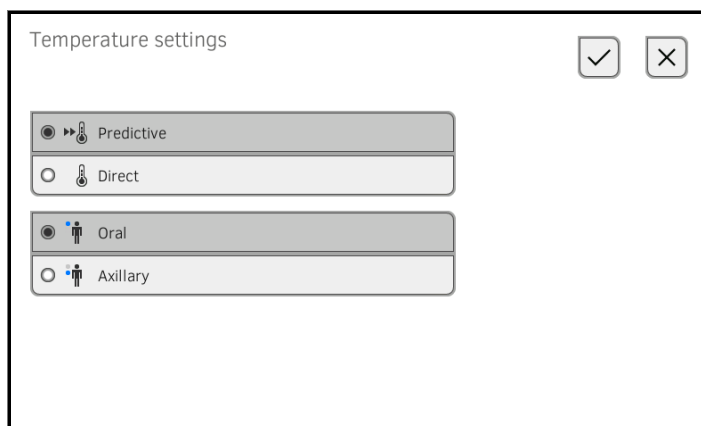 Temperature settings
Predictive
Direct
Oral
Axillary